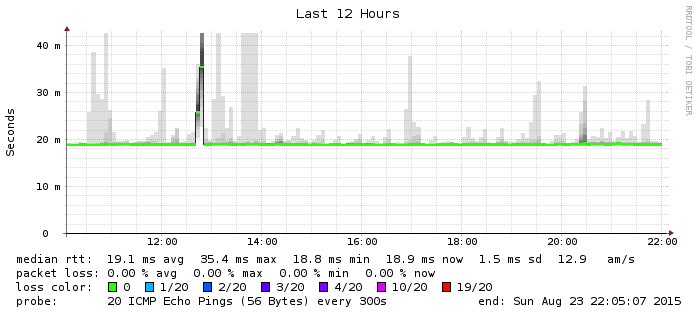 Last 12 Hours
RRDTOOL / TOBI OETIKER
Seconds
40 m
30 m
20 m
10 m
0
12:00 14:00 16:00 18:00 20:00 22:00
median rtt: 19.1 ms avg 35.4 ms max 18.8 ms min 18.9 ms now 1.5 ms sd 12.9 am/s
packet loss: 0.00 % avg 0.00 % max 0.00 % min 0.00 % now
loss color: 0 1/20 2/20 3/20 4/20 10/20 19/20
probe: 20 ICMP Echo Pings (56 Bytes) every 300s end: Sun Aug 23 22:05:07 2015